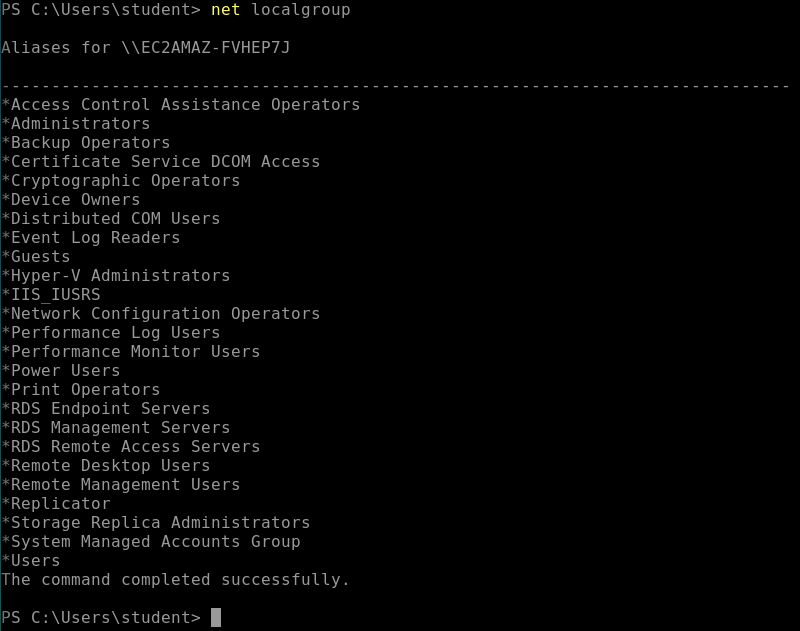 PS C:\Users\student> net localgroup
Aliases for \\EC2AMAZ-FVHEP7J
-------------------------------------------------------------------------------
*Access Control Assistance Operators
*Administrators
*Backup Operators
*Certificate Service DCOM Access
*Cryptographic Operators
*Device Owners
*Distributed COM Users
*Event Log Readers
*Guests
*Hyper-V Administrators
*IIS_IUSRS
*Network Configuration Operators
*Performance Log Users
*Performance Monitor Users
*Power Users
*Print Operators
*RDS Endpoint Servers
*RDS Management Servers
*RDS Remote Access Servers
*Remote Desktop Users
*Remote Management Users
*Replicator
*Storage Replica Administrators
*System Managed Accounts Group
*Users
The command completed successfully.
PS C:\Users\student>